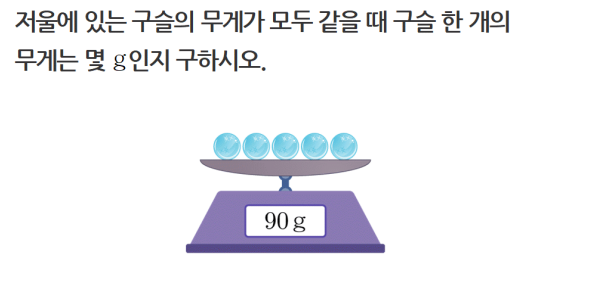 저울에 있는 구슬의 무게가 모두 같을 때 구슬 한 개의
무게는 몇 g인지 구하시오.
90 g